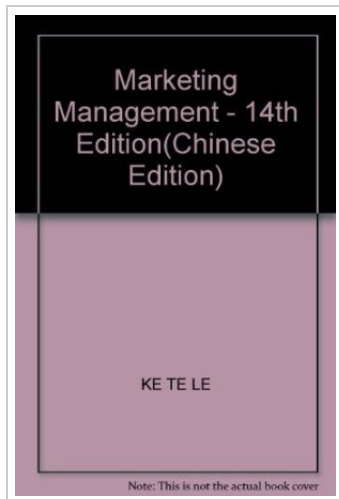 Marketing
Management - 14th
Edition(Chinese
Edition)
KE TE LE
Note: This is not the actual book cover